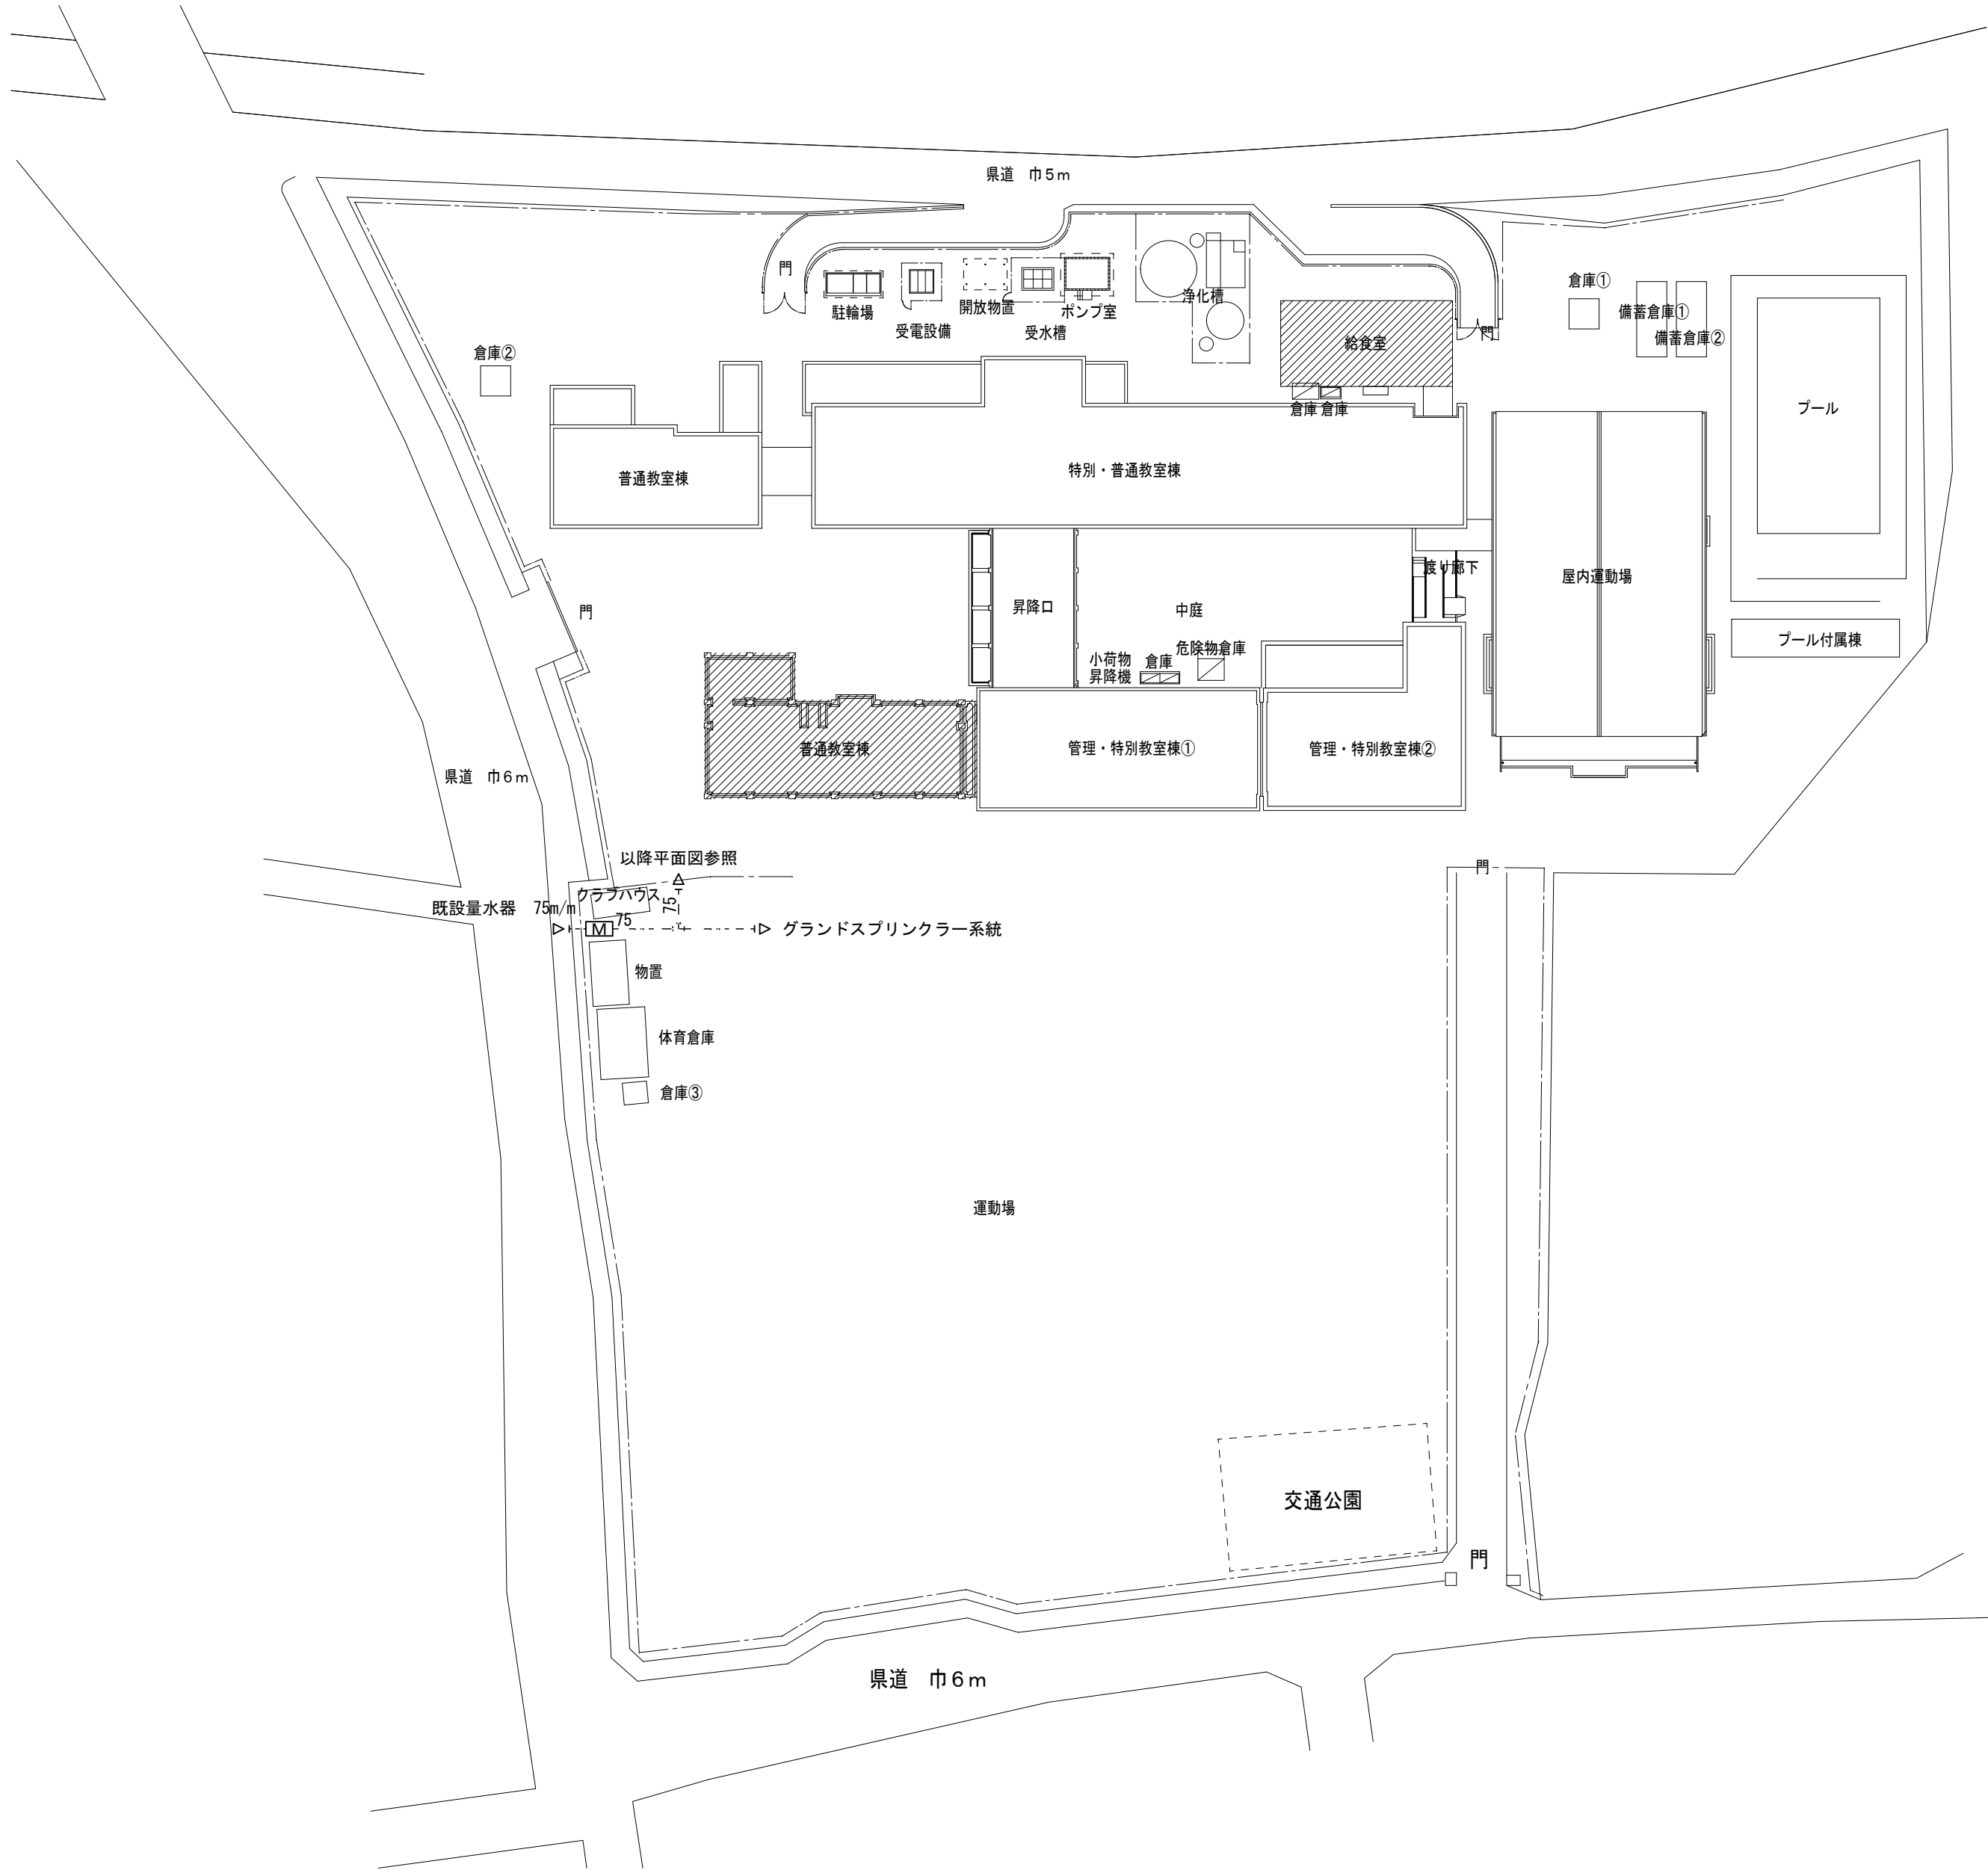 県道　巾5m
門
駐輪場
受電設備
開放物置
受水槽
ポンプ室
浄化槽
給食室
門
倉庫①
備蓄倉庫①
備蓄倉庫②
倉庫②
倉庫 倉庫
プール
普通教室棟
特別・普通教室棟
渡り廊下
屋内運動場
門
昇降口
中庭
プール付属棟
小荷物
昇降機
倉庫
危険物倉庫
普通教室棟
管理・特別教室棟①
管理・特別教室棟②
県道　巾6m
以降平面図参照
門
クラブハウス
既設量水器　75m/m
75
75
M
グランドスプリンクラー系統
物置
体育倉庫
倉庫③
運動場
交通公園
門
県道　巾6m